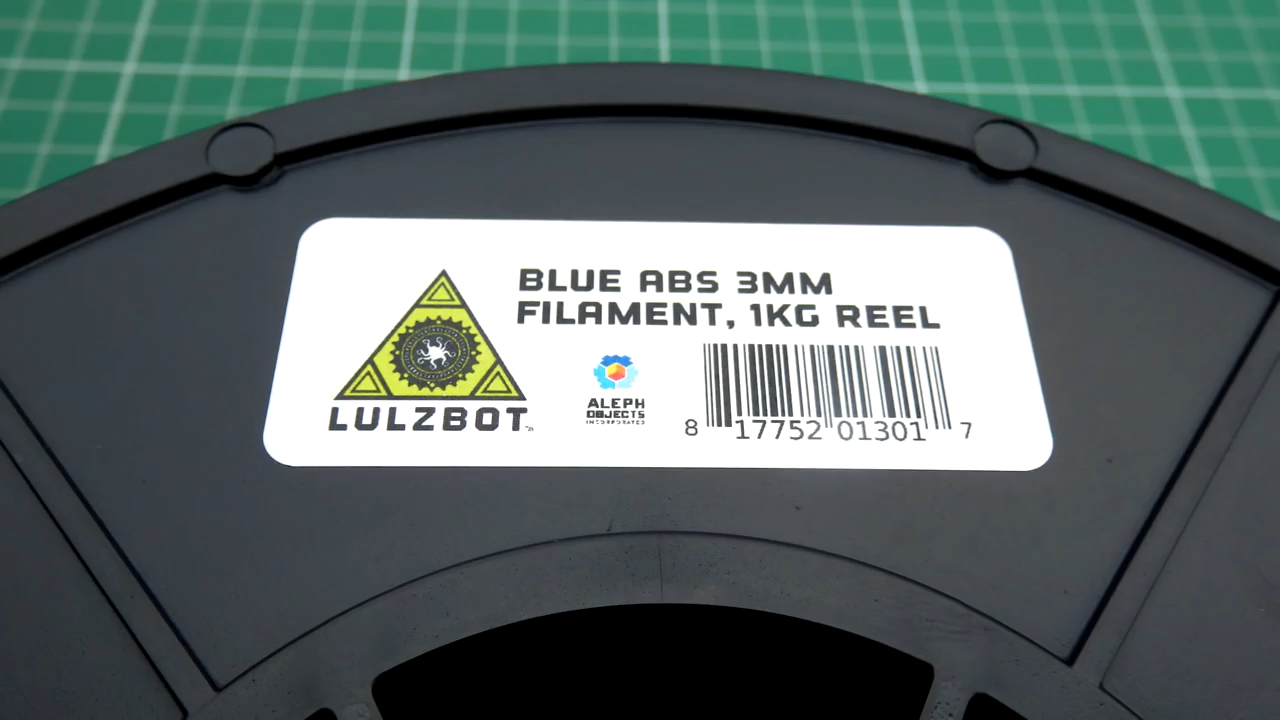 BLUE ABS 3MM
FILAMENT, 1KG REEL
LULZBOT
ALEPH
OBJECTS
INCORPORATED
8 17752 01301 7